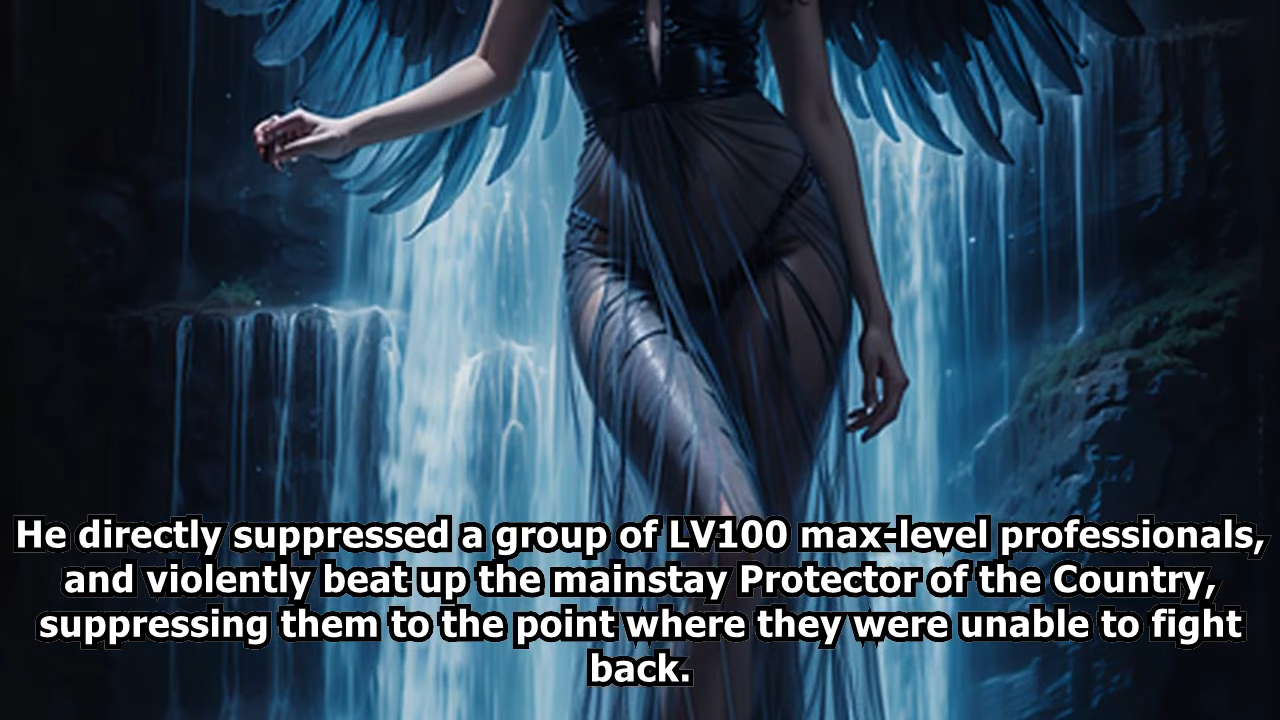 He directly suppressed a group of LV100 max-level professionals,
and violently beat up the mainstay Protector of the Country,
suppressing them to the point where they were unable to fight
back.